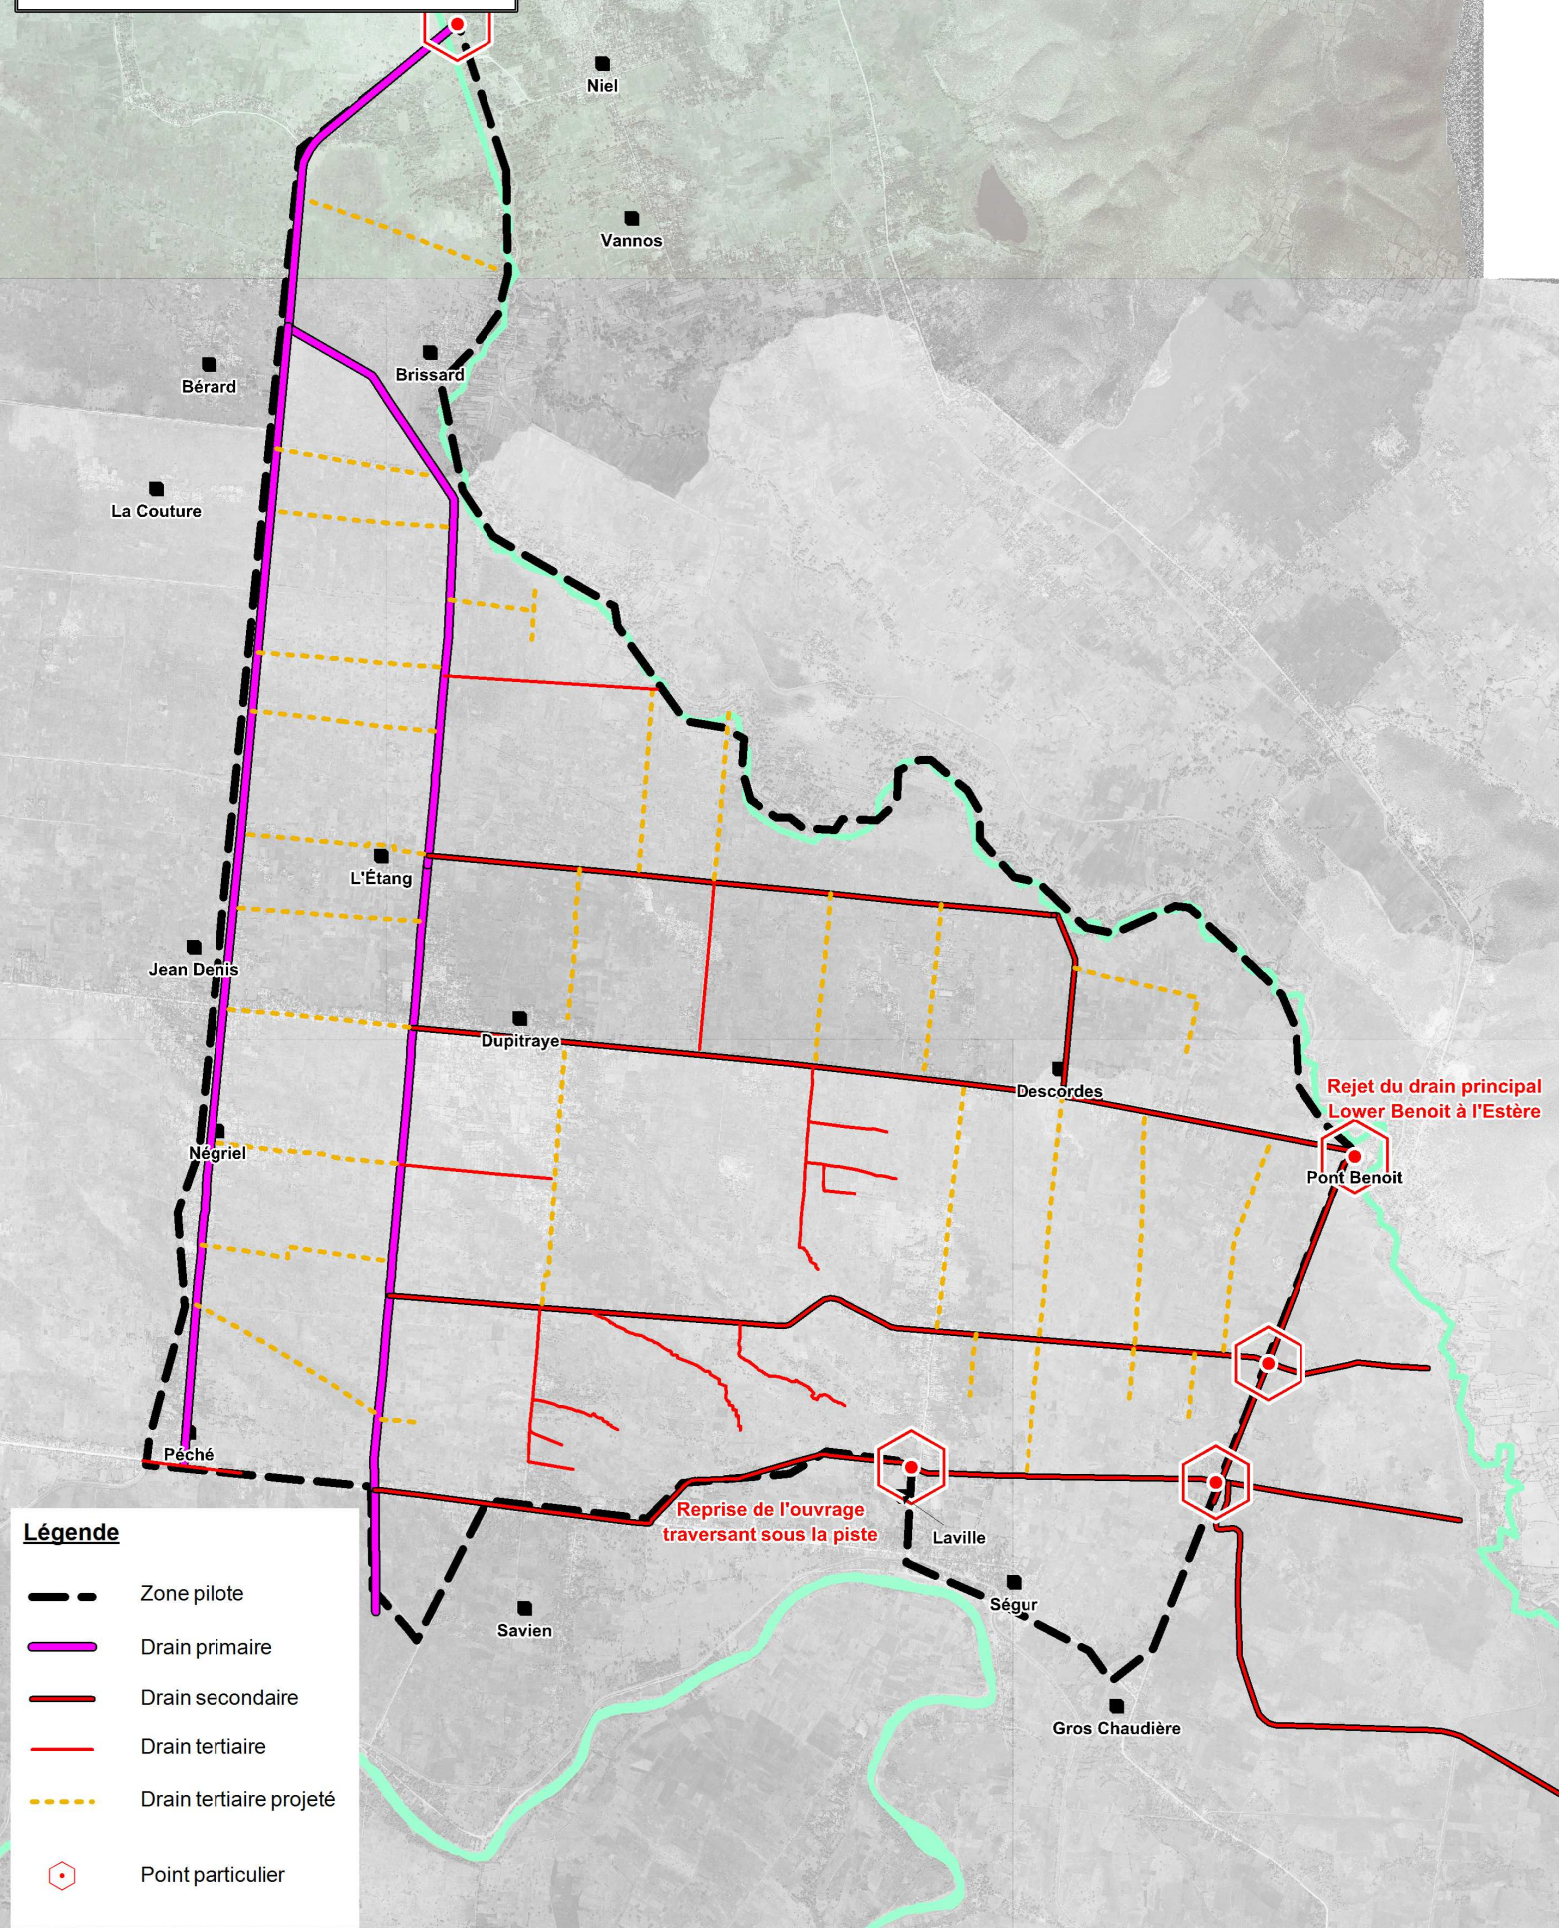 Niel
Vannos
Brissard
Bérard
La Couture
L'Étang
Jean Denis
Dupitraye
Descordes
Rejet du drain principal
Lower Benoit à l'Estère
Négriel
Pont Benoit
Péché
Reprise de l'ouvrage
traversant sous la piste
Laville
Ségur
Savien
Gros Chaudière
Légende
Zone pilote
Drain primaire
Drain secondaire
Drain tertiaire
Drain tertiaire projeté
Point particulier